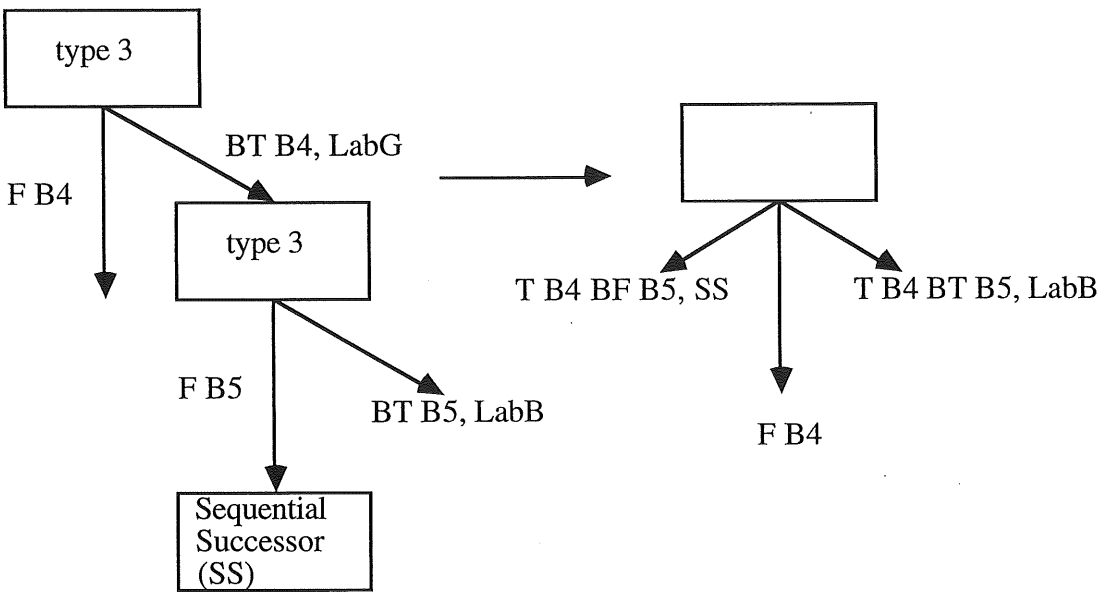 type 3
BT B4, LabG
F B4
type 3
T B4 BF B5, SS
T B4 BT B5, LabB
F B5
BT B5, LabB
F B4
Sequential
Successor
(SS)